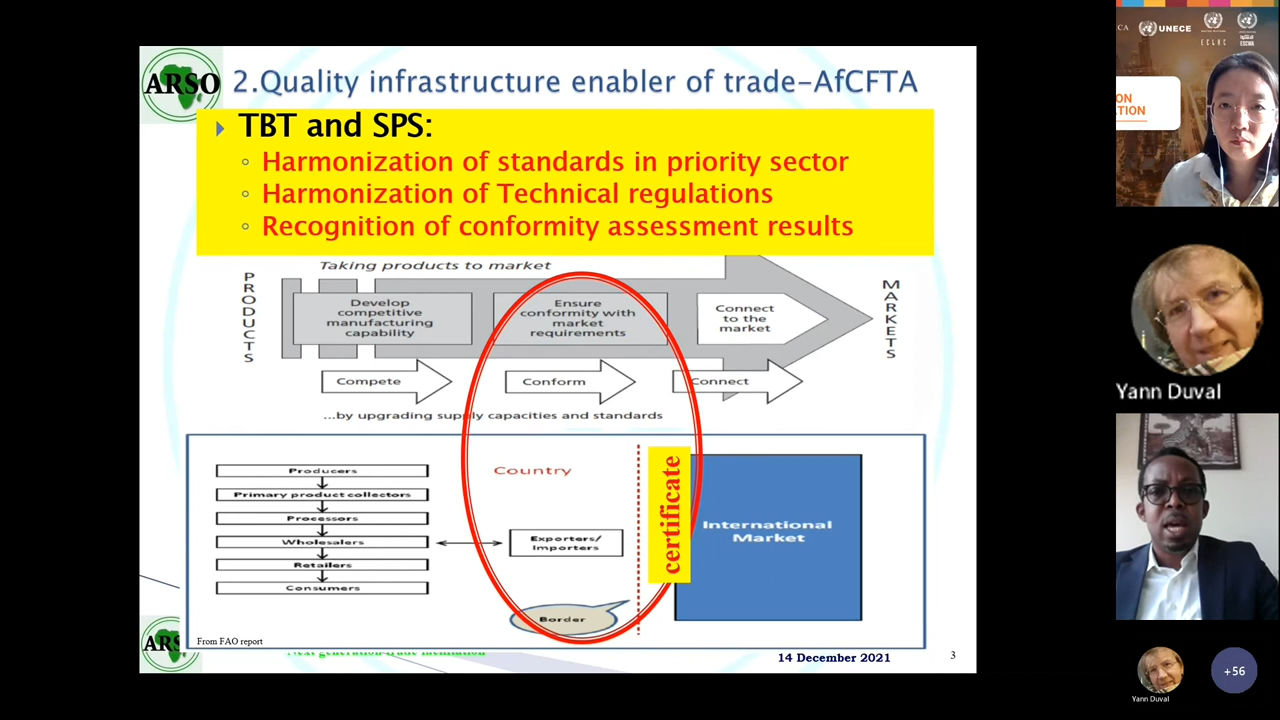 ARSO
2.Quality infrastructure enabler of trade-AfCFTA
TBT and SPS:
Harmonization of standards in priority sector
Harmonization of Technical regulations
Recognition of conformity assessment results
Taking products to market
PRODUCTS
Develop
competitive
manufacturing
capability
Ensure
conformity with
market
requirements
Connect
to the
market
MARKETS
Compete
Conform
Connect
...by upgrading supply capacities and standards
Producers
Primary product collectors
Processors
Wholesalers
Retailers
Consumers
Country
Exporters/
Importers
Border
certificate
International
Market
From FAO report
14 December 2021
3
UNECE
ECLAC
ESCWA
Yann Duval
Yann Duval
+56